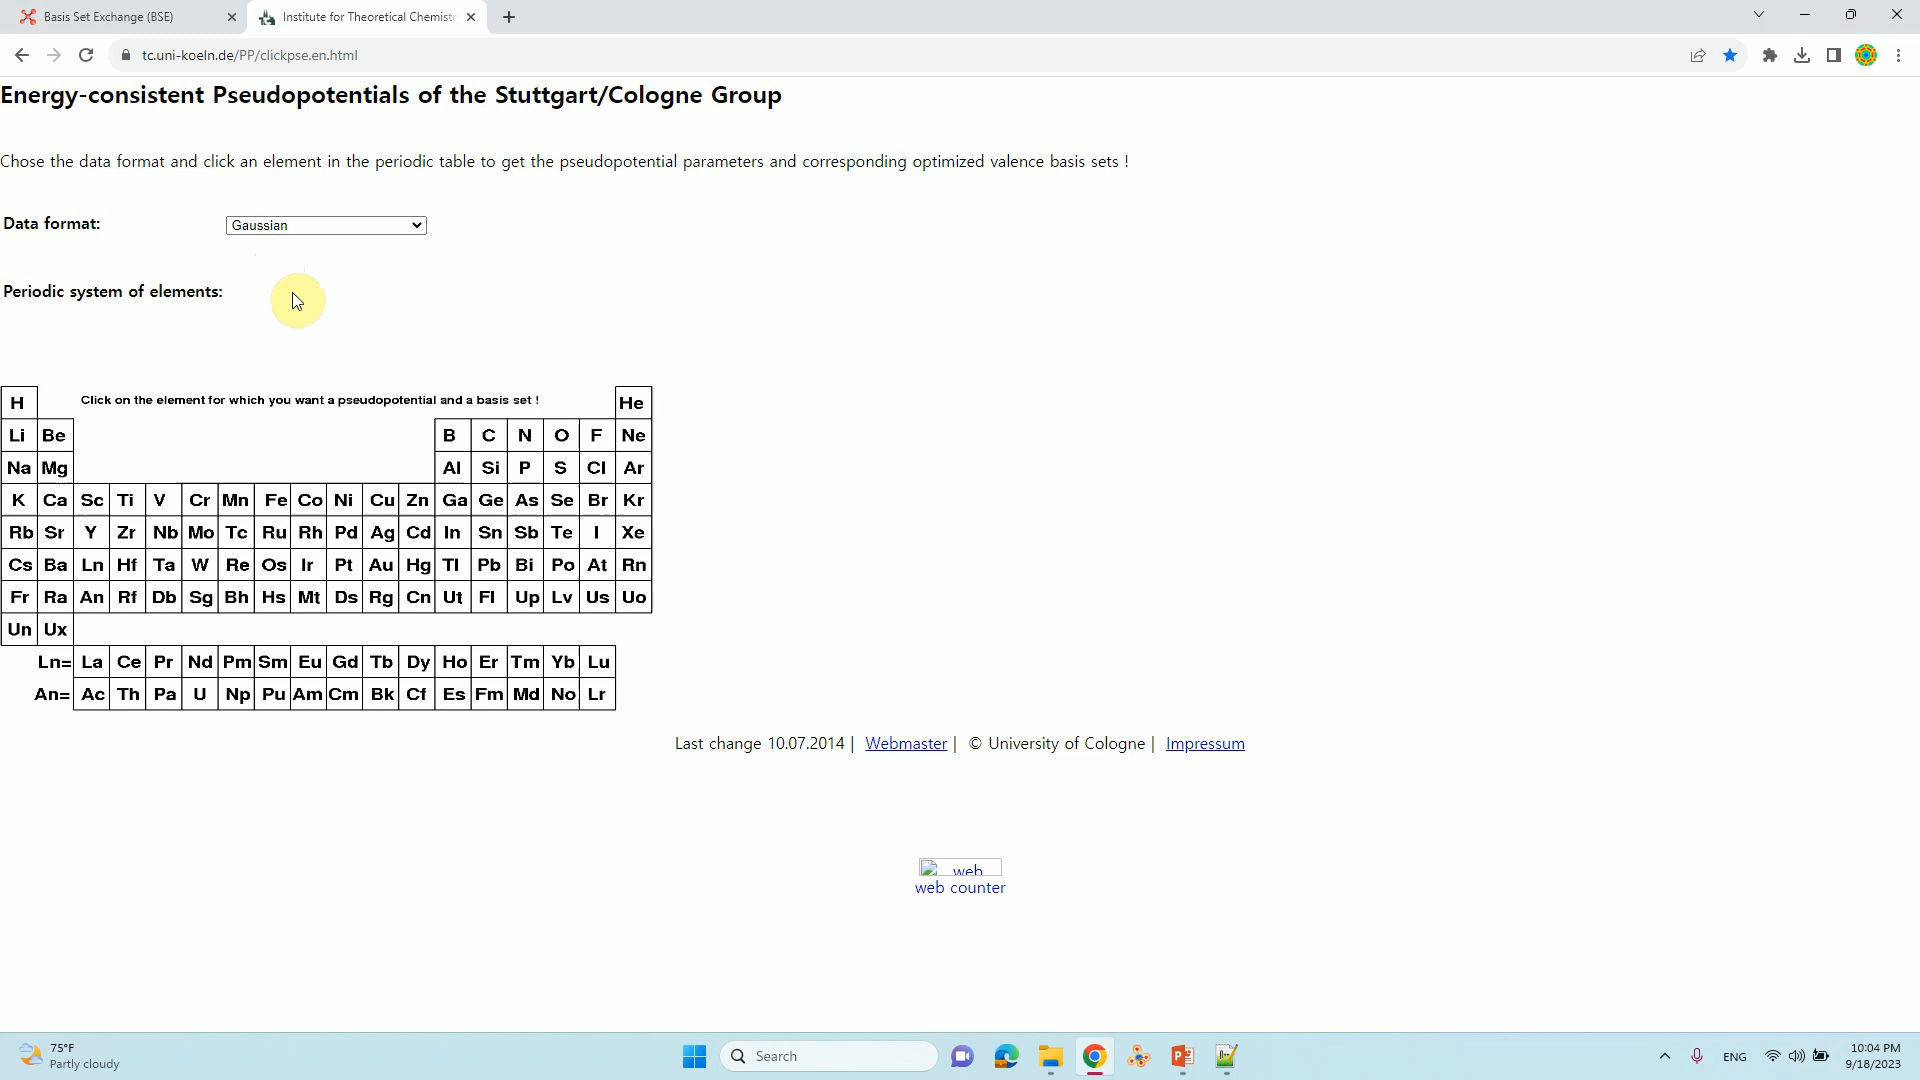 Basis Set Exchange (BSE)
Institute for Theoretical Chemistr
tc.uni-koeln.de/PP/clickpse.en.html
Energy-consistent Pseudopotentials of the Stuttgart/Cologne Group
Chose the data format and click an element in the periodic table to get the pseudopotential parameters and corresponding optimized valence basis sets !
Data format:
Gaussian
Periodic system of elements:
H Click on the element for which you want a pseudopotential and a basis set ! He
Li Be B C N O F Ne
Na Mg Al Si P S Cl Ar
K Ca Sc Ti V Cr Mn Fe Co Ni Cu Zn Ga Ge As Se Br Kr
Rb Sr Y Zr Nb Mo Tc Ru Rh Pd Ag Cd In Sn Sb Te I Xe
Cs Ba Ln Hf Ta W Re Os Ir Pt Au Hg Tl Pb Bi Po At Rn
Fr Ra An Rf Db Sg Bh Hs Mt Ds Rg Cn Ut Fl Up Lv Us Uo
Un Ux
Ln= La Ce Pr Nd Pm Sm Eu Gd Tb Dy Ho Er Tm Yb Lu
An= Ac Th Pa U Np Pu Am Cm Bk Cf Es Fm Md No Lr
Last change 10.07.2014 | Webmaster | © University of Cologne | Impressum
web
web counter
75°F
Partly cloudy
Search
ENG
10:04 PM
9/18/2023